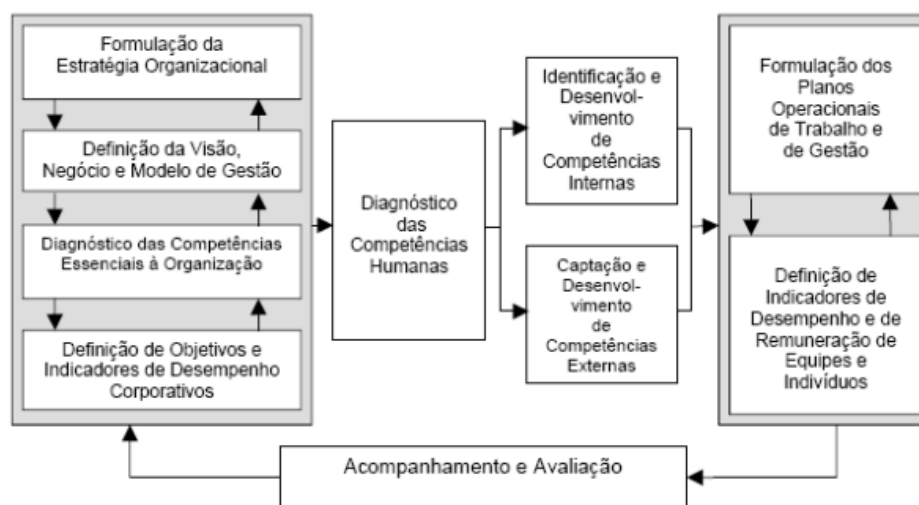 Formulação da
Estratégia Organizacional
Definição da Visão,
Negócio e Modelo de Gestão
Diagnóstico das Competências
Essenciais à Organização
Definição de Objetivos e
Indicadores de Desempenho
Corporativos
Diagnóstico
das
Competências
Humanas
Identificação e
Desenvol-
vimento
de
Competências
Internas
Captação e
Desenvol-
vimento
de
Competências
Externas
Formulação dos
Planos
Operacionais
de Trabalho e
de Gestão
Definição de
Indicadores de
Desempenho e de
Remuneração de
Equipes e
Indivíduos
Acompanhamento e Avaliação